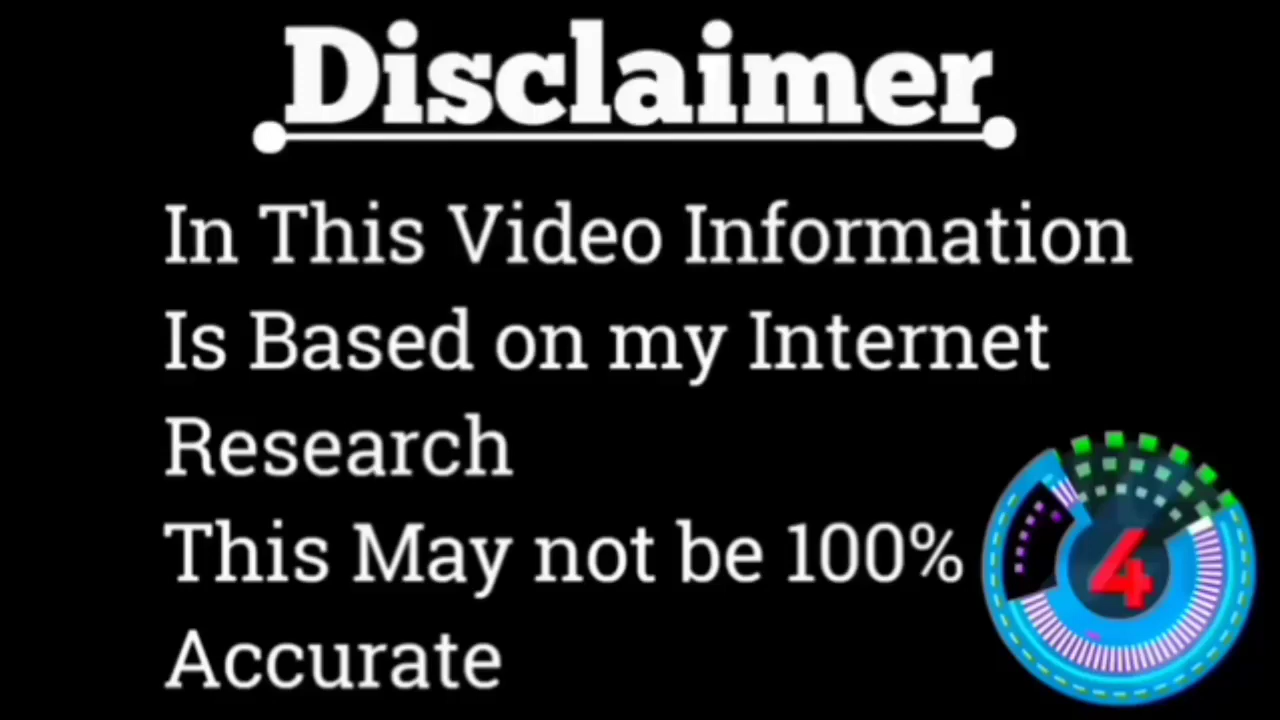 Disclaimer
In This Video Information
Is Based on my Internet
Research
This May not be 100%
Accurate
4